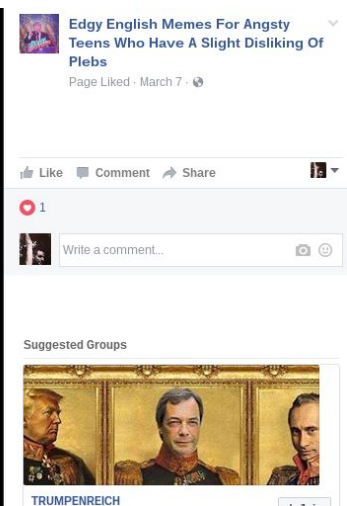 Edgy English Memes For Angsty
Teens Who Have A Slight Disliking Of
Plebs
Page Liked · March 7 ·
Like Comment Share
1
Write a comment...
Suggested Groups
TRUMPENREICH